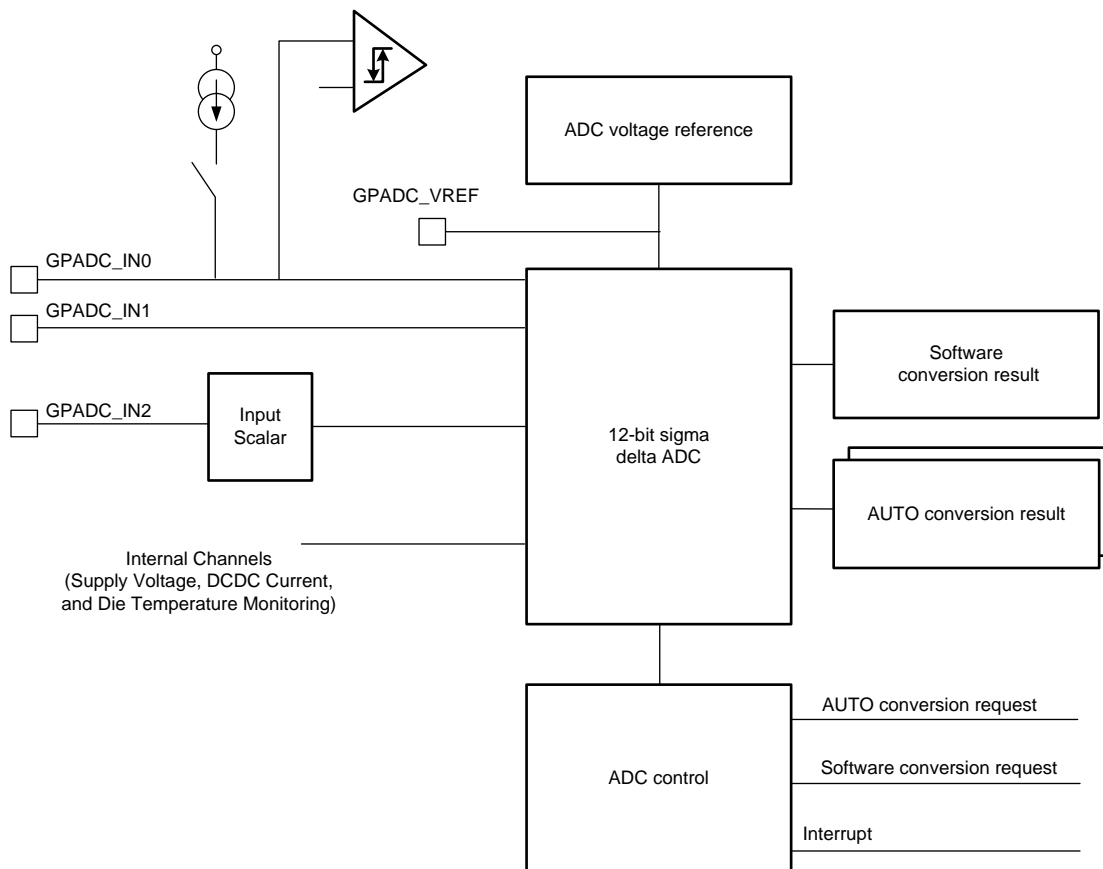 ADC voltage reference
GPADC_VREF
GPADC_IN0
GPADC_IN1
GPADC_IN2
Input
Scalar
12-bit sigma
delta ADC
Software
conversion result
AUTO conversion result
Internal Channels
(Supply Voltage, DCDC Current,
and Die Temperature Monitoring)
ADC control
AUTO conversion request
Software conversion request
Interrupt